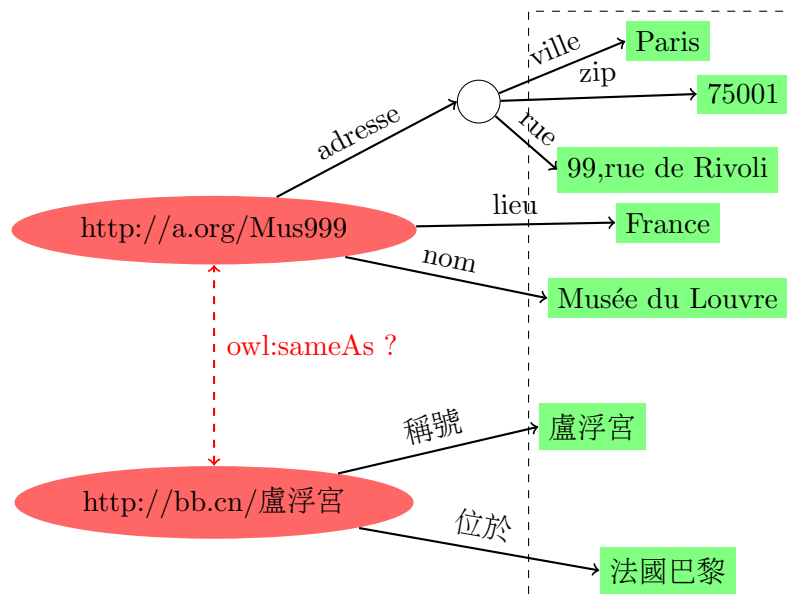 ville
Paris
zip
75001
adresse
rue
99,rue de Rivoli
http://a.org/Mus999
lieu
France
nom
Musée du Louvre
owl:sameAs ?
稱號
盧浮宮
http://bb.cn/盧浮宮
位於
法國巴黎